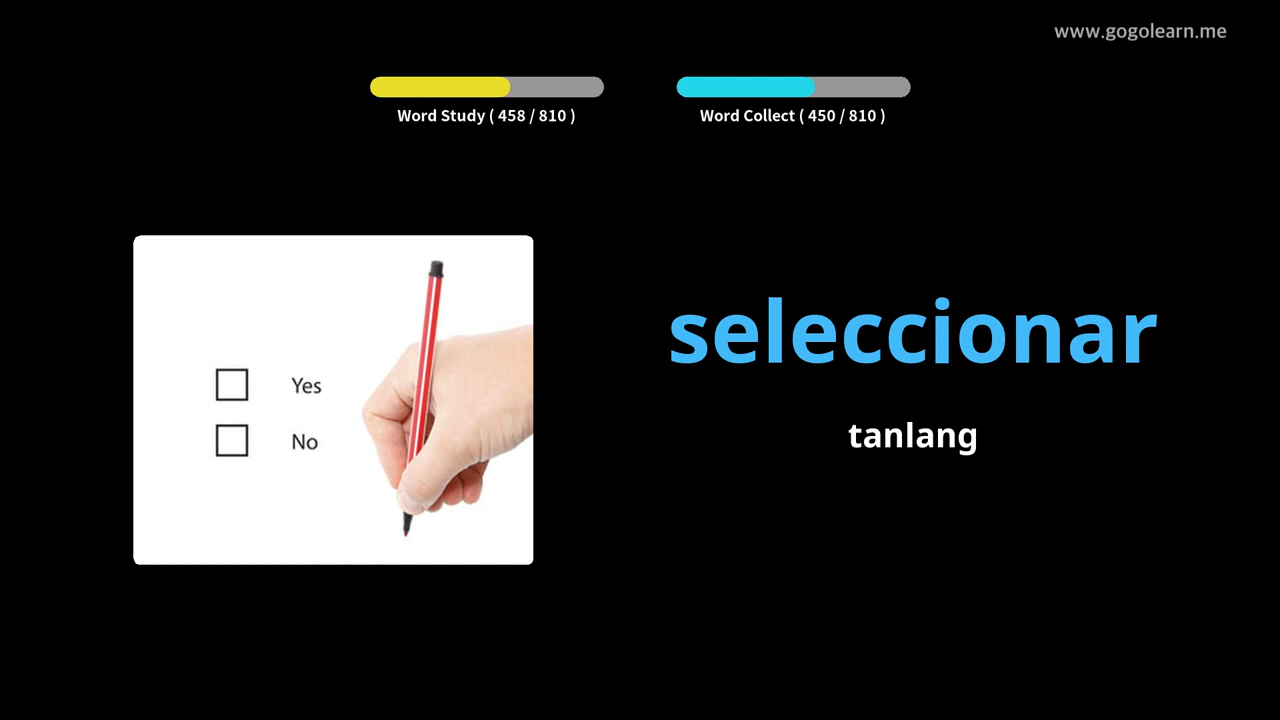 www.gogolearn.me
Word Study ( 458 / 810 )
Word Collect ( 450 / 810 )
Yes
No
seleccionar
tanlang